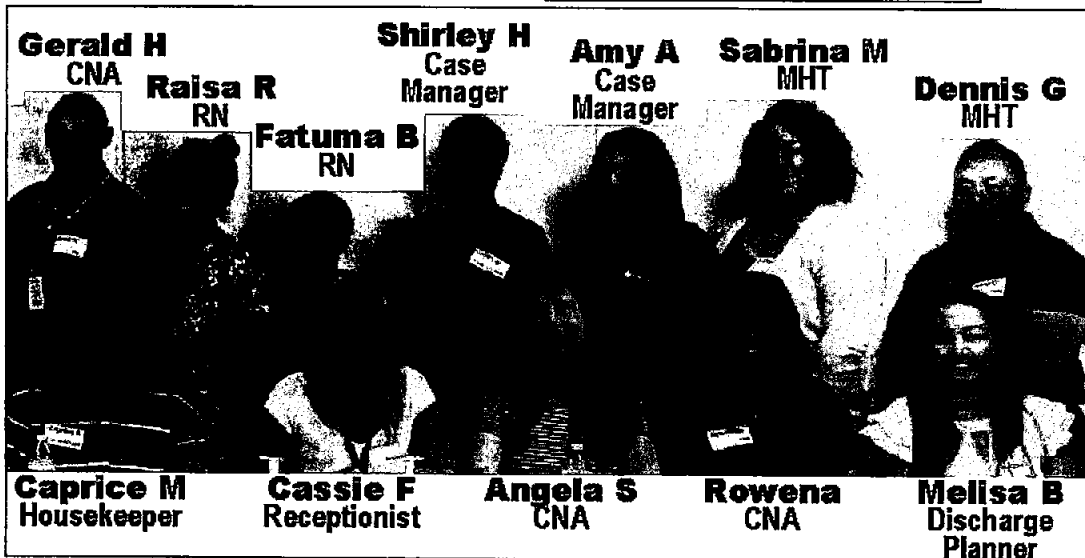 Gerald H
CNA
Raisa R
RN
Fatuma B
RN
Shirley H
Case
Manager
Amy A
Case
Manager
Sabrina M
MHT
Dennis G
MHT
Caprice M
Housekeeper
Cassie F
Receptionist
Angela S
CNA
Rowena
CNA
Melisa B
Discharge
Planner